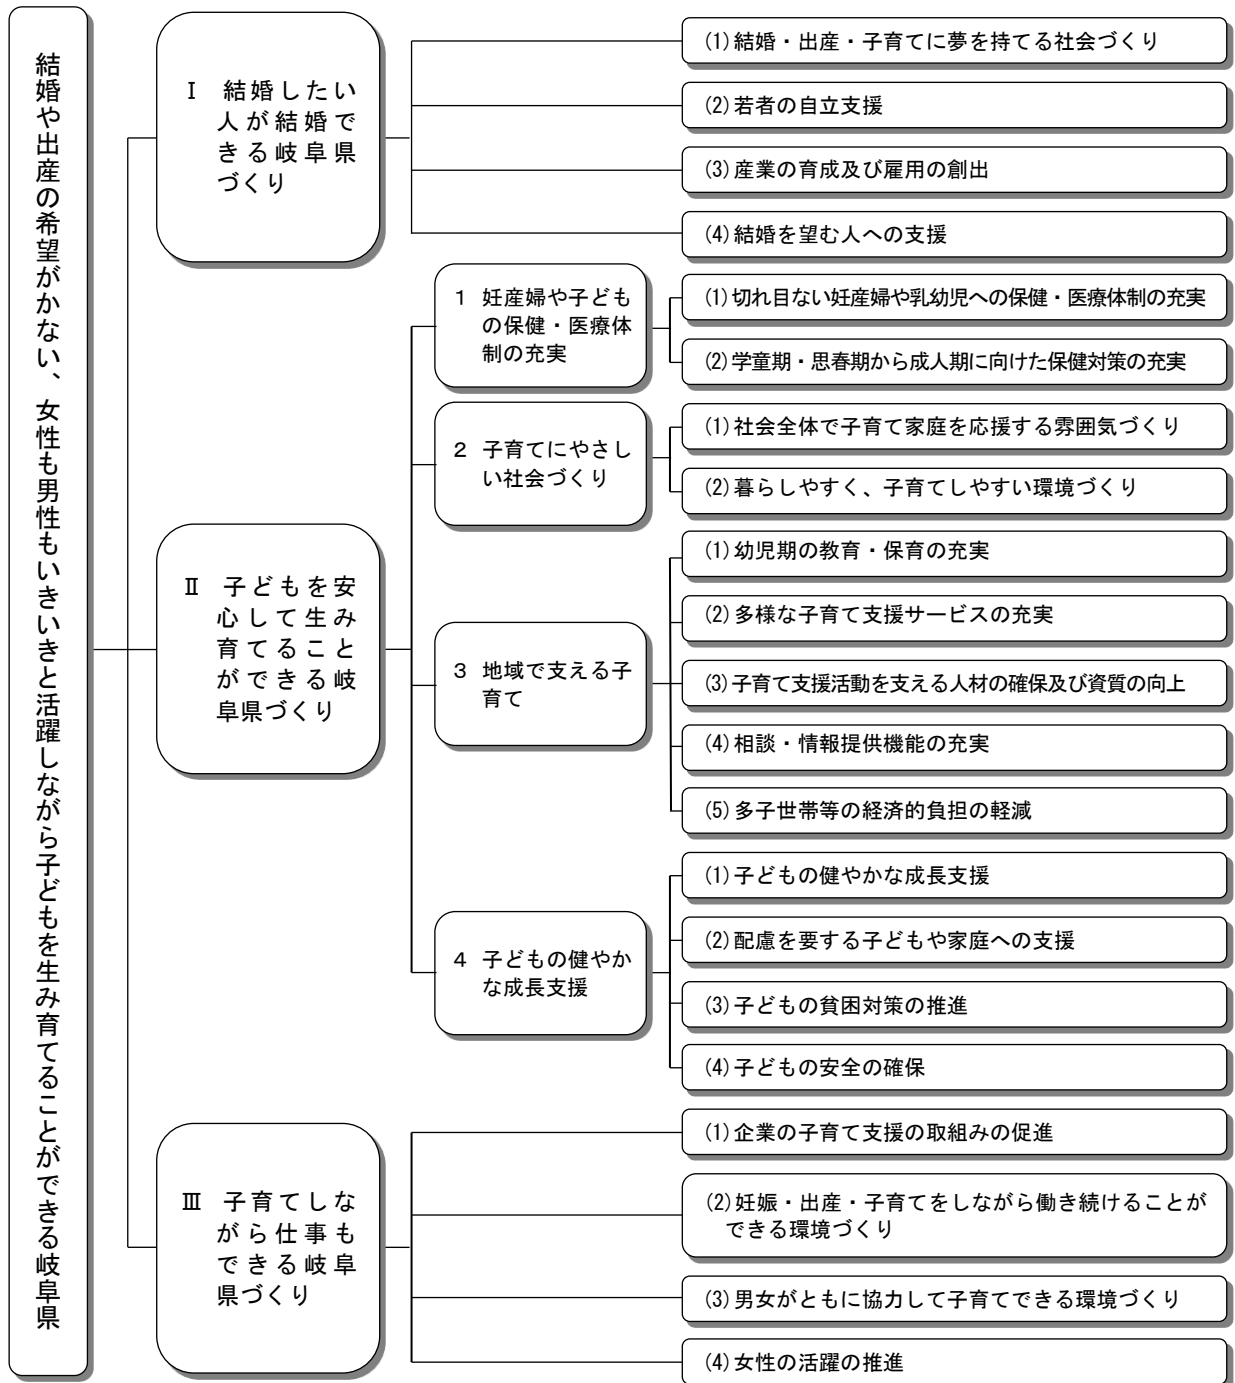 結婚や出産の希望がかない、女性も男性もいきいきと活躍しながら子どもを生み育てることができる岐阜県
Ⅰ 結婚したい
人が結婚で
きる岐阜県
づくり
(1)結婚・出産・子育てに夢を持てる社会づくり
(2)若者の自立支援
(3)産業の育成及び雇用の創出
(4)結婚を望む人への支援
Ⅱ 子どもを安
心して生み
育てること
ができる岐
阜県づくり
1 妊産婦や子ども
の保健・医療体
制の充実
(1)切れ目ない妊産婦や乳幼児への保健・医療体制の充実
(2)学童期・思春期から成人期に向けた保健対策の充実
2 子育てにやさし
い社会づくり
(1)社会全体で子育て家庭を応援する雰囲気づくり
(2)暮らしやすく、子育てしやすい環境づくり
3 地域で支える子
育て
(1)幼児期の教育・保育の充実
(2)多様な子育て支援サービスの充実
(3)子育て支援活動を支える人材の確保及び資質の向上
(4)相談・情報提供機能の充実
(5)多子世帯等の経済的負担の軽減
4 子どもの健やか
な成長支援
(1)子どもの健やかな成長支援
(2)配慮を要する子どもや家庭への支援
(3)子どもの貧困対策の推進
(4)子どもの安全の確保
Ⅲ 子育てしな
がら仕事も
できる岐阜
県づくり
(1)企業の子育て支援の取組みの促進
(2)妊娠・出産・子育てをしながら働き続けることが
できる環境づくり
(3)男女がともに協力して子育てできる環境づくり
(4)女性の活躍の推進